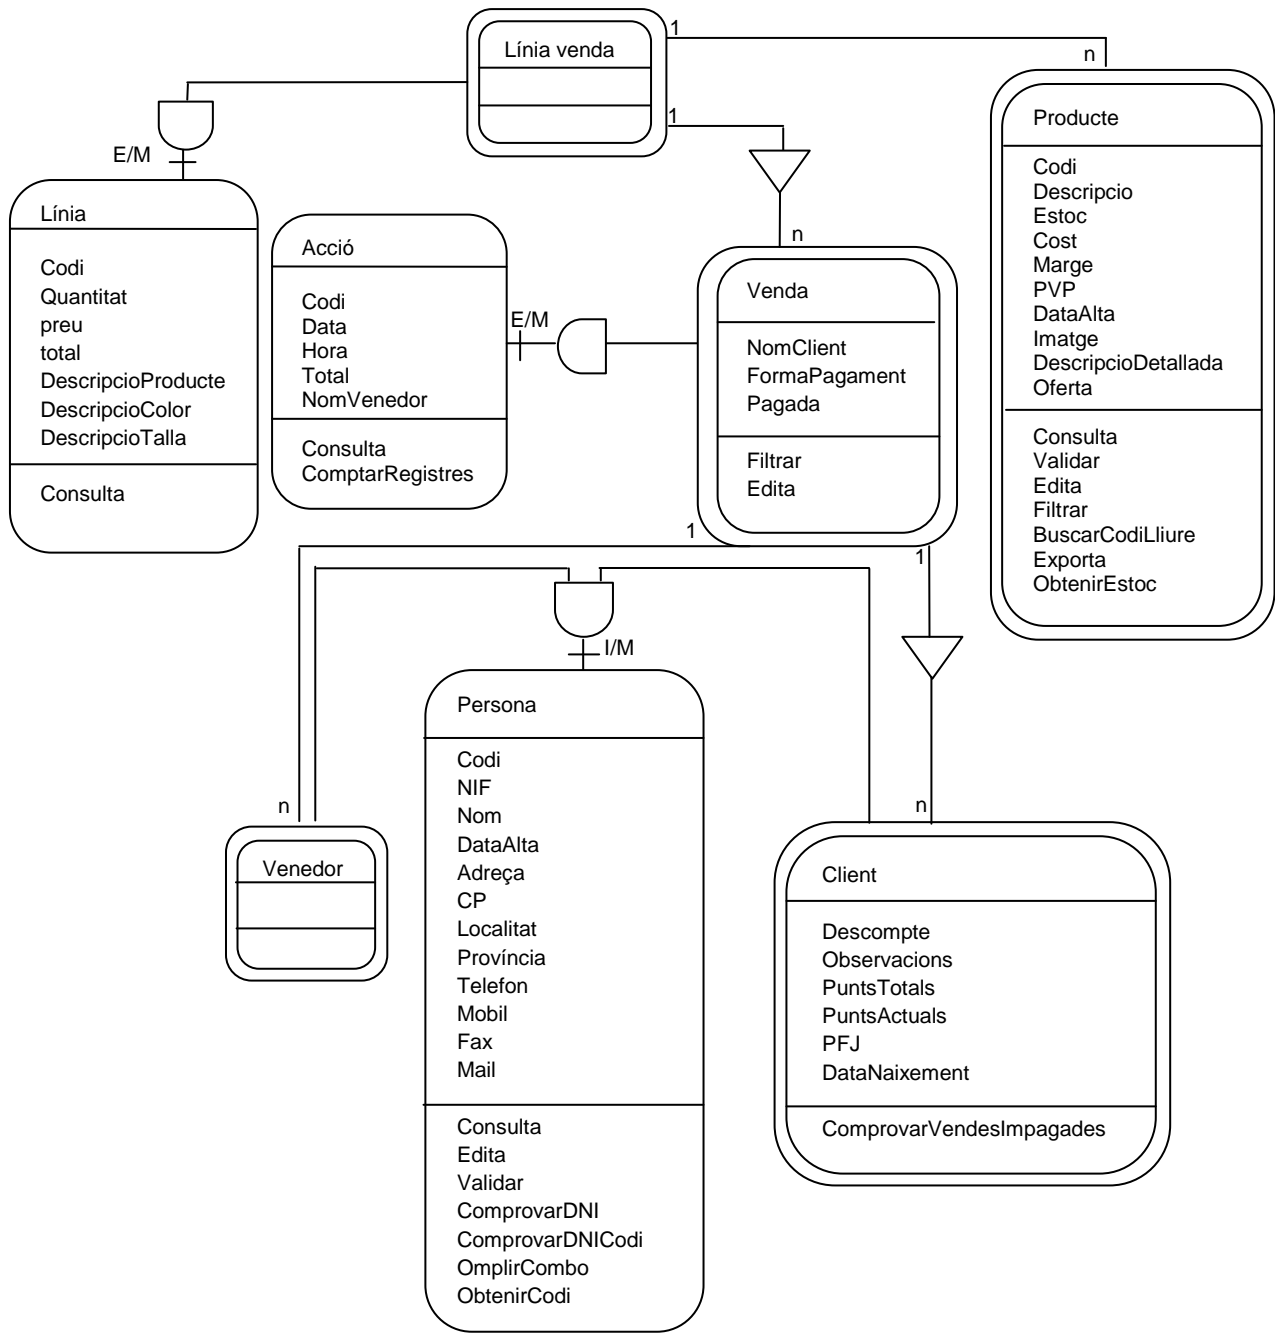 Línia venda
1
n
1
n
E/M
Línia
Codi
Quantitat
preu
total
DescripcioProducte
DescripcioColor
DescripcioTalla
Consulta
Acció
Codi
Data
Hora
Total
NomVenedor
Consulta
ComptarRegistres
E/M
Venda
NomClient
FormaPagament
Pagada
Filtrar
Edita
1
1
Producte
Codi
Descripcio
Estoc
Cost
Marge
PVP
DataAlta
Imatge
DescripcioDetallada
Oferta
Consulta
Validar
Edita
Filtrar
BuscarCodiLliure
Exporta
ObtenirEstoc
I/M
n
Venedor
Persona
Codi
NIF
Nom
DataAlta
Adreça
CP
Localitat
Província
Telefon
Mobil
Fax
Mail
Consulta
Edita
Validar
ComprovarDNI
ComprovarDNICodi
OmplirCombo
ObtenirCodi
n
Client
Descompte
Observacions
PuntsTotals
PuntsActuals
PFJ
DataNaixement
ComprovarVendesImpagades